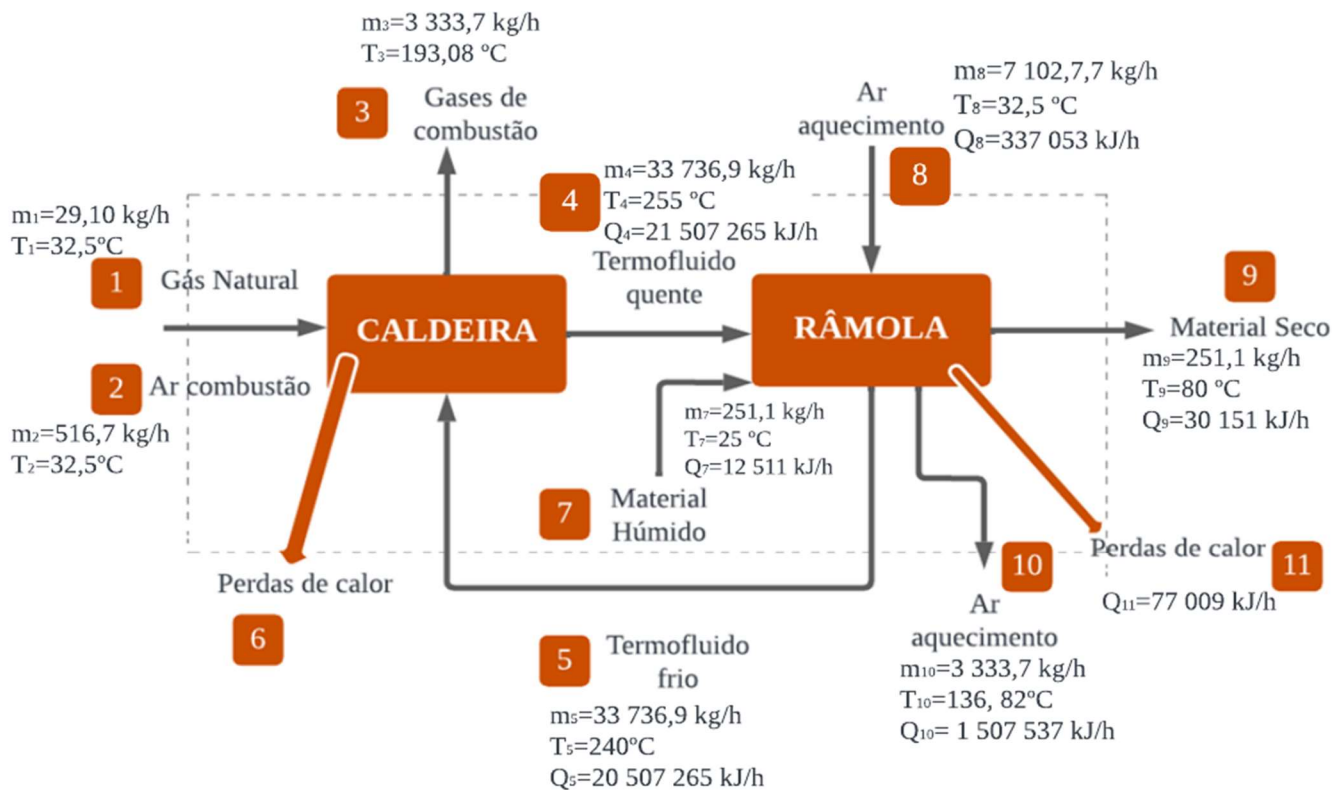 m3=3 333,7 kg/h
T3=193,08 ºC
3
Gases de
combustão
Ar
aquecimento
8
m8=7 102,7,7 kg/h
T8=32,5 ºC
Q8=337 053 kJ/h
4
m4=33 736,9 kg/h
T4=255 ºC
Q4=21 507 265 kJ/h
Termofluido
quente
m1=29,10 kg/h
T1=32,5ºC
1
Gás Natural
CALDEIRA
RÂMOLA
9
Material Seco
m9=251,1 kg/h
T9=80 ºC
Q9=30 151 kJ/h
2
Ar combustão
m2=516,7 kg/h
T2=32,5ºC
m7=251,1 kg/h
T7=25 ºC
Q7=12 511 kJ/h
7
Material
Húmido
Perdas de calor
6
10
Ar
aquecimento
m10=3 333,7 kg/h
T10=136, 82ºC
Q10= 1 507 537 kJ/h
Perdas de calor
11
Q11=77 009 kJ/h
5
Termofluido
frio
m5=33 736,9 kg/h
T5=240ºC
Q5=20 507 265 kJ/h